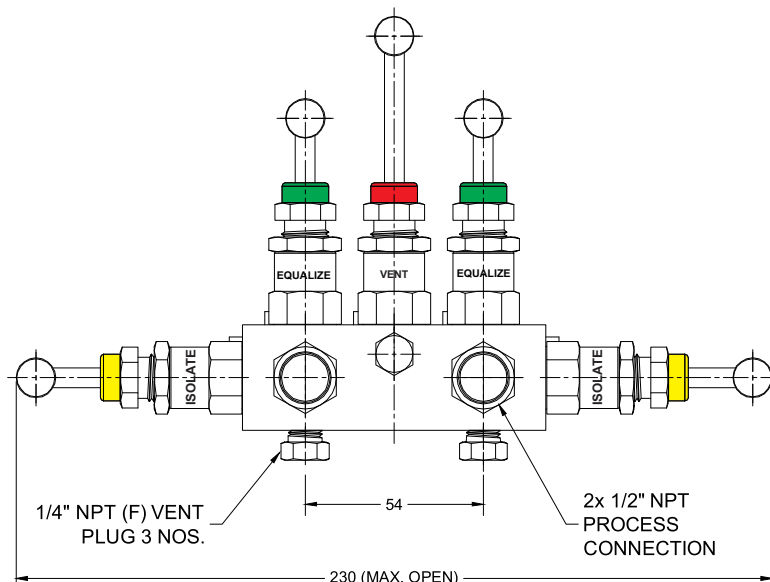 EQUALIZE
VENT
EQUALIZE
ISOLATE
ISOLATE
1/4" NPT (F) VENT
PLUG 3 NOS.
54
2x 1/2" NPT
PROCESS
CONNECTION
230 (MAX. OPEN)